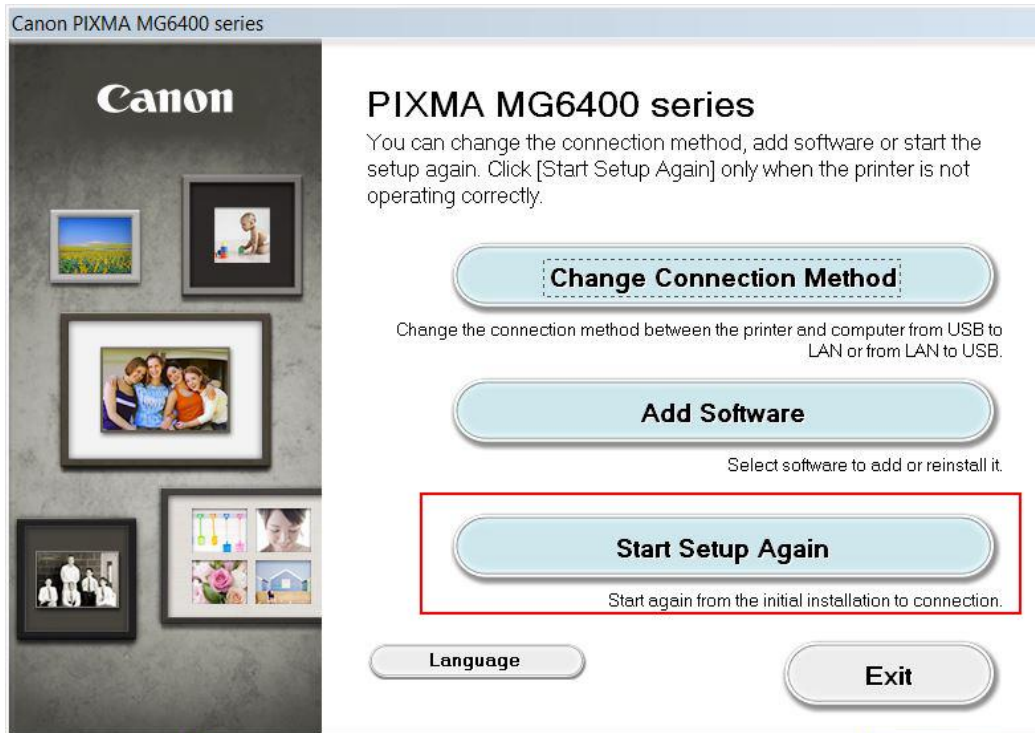 Canon PIXMA MG6400 series
Canon
PIXMA MG6400 series
You can change the connection method, add software or start the
setup again. Click [Start Setup Again] only when the printer is not
operating correctly.
Change Connection Method
Change the connection method between the printer and computer from USB to
LAN or from LAN to USB.
Add Software
Select software to add or reinstall it.
Start Setup Again
Start again from the initial installation to connection.
Language
Exit